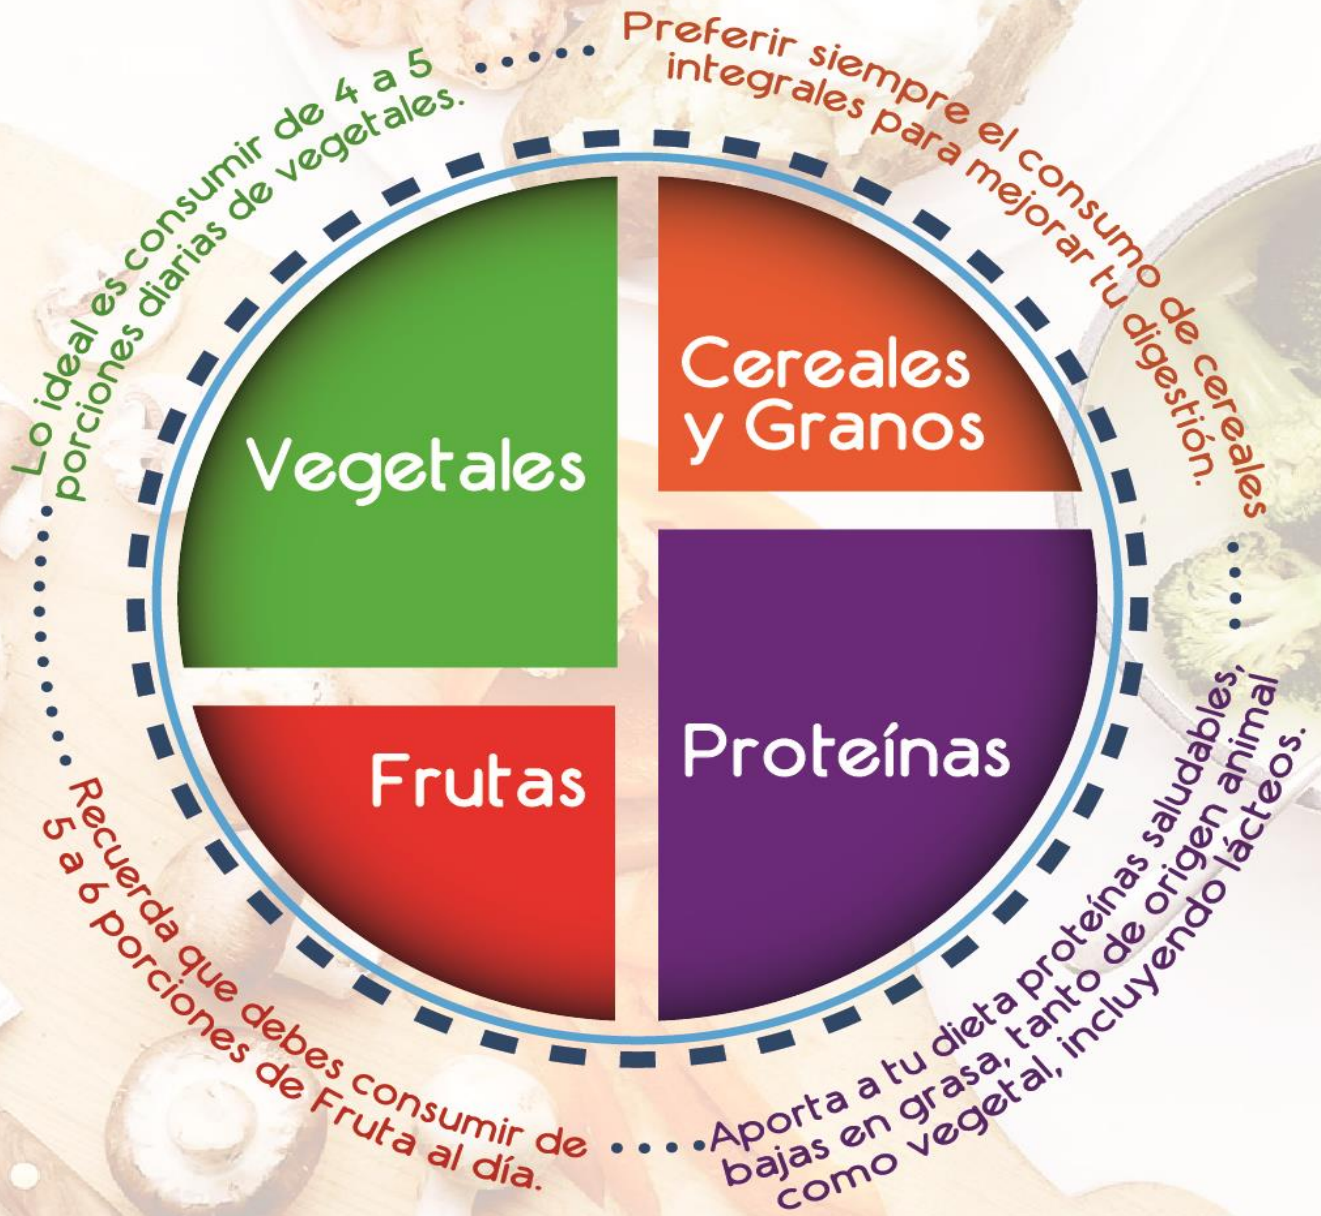 Lo ideal es consumir de 4 a 5
porciones diarias de vegetales.
Preferir siempre el consumo de cereales
integrales para mejorar tu digestión.
Vegetales
Cereales
y Granos
Frutas
Proteínas
Recuerda que debes consumir de
5 a 6 porciones de Fruta al día.
Aporta a tu dieta proteínas saludables,
bajas en grasa, tanto de origen animal
como vegetal, incluyendo lácteos.